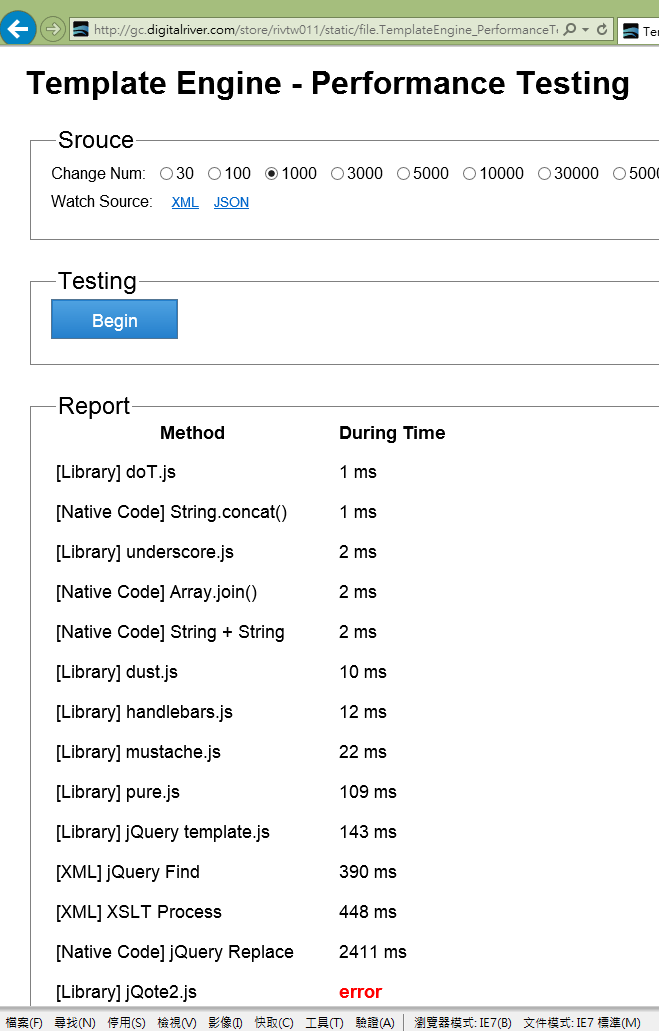 http://gc.digitalriver.com/store/rivtw011/static/file.TemplateEngine_PerformanceTe
Te
Template Engine - Performance Testing
Srouce
Change Num: 30 100 1000 3000 5000 10000 30000 5000
Watch Source: XML JSON
Testing
Begin
Report
Method During Time
[Library] doT.js 1 ms
[Native Code] String.concat() 1 ms
[Library] underscore.js 2 ms
[Native Code] Array.join() 2 ms
[Native Code] String + String 2 ms
[Library] dust.js 10 ms
[Library] handlebars.js 12 ms
[Library] mustache.js 22 ms
[Library] pure.js 109 ms
[Library] jQuery template.js 143 ms
[XML] jQuery Find 390 ms
[XML] XSLT Process 448 ms
[Native Code] jQuery Replace 2411 ms
[Library] jQote2.js error
檔案(F) 尋找(N) 停用(S) 檢視(V) 影像(I) 快取(C) 工具(T) 驗證(A) 瀏覽器模式: IE7(B) 文件模式: IE7 標準(M)